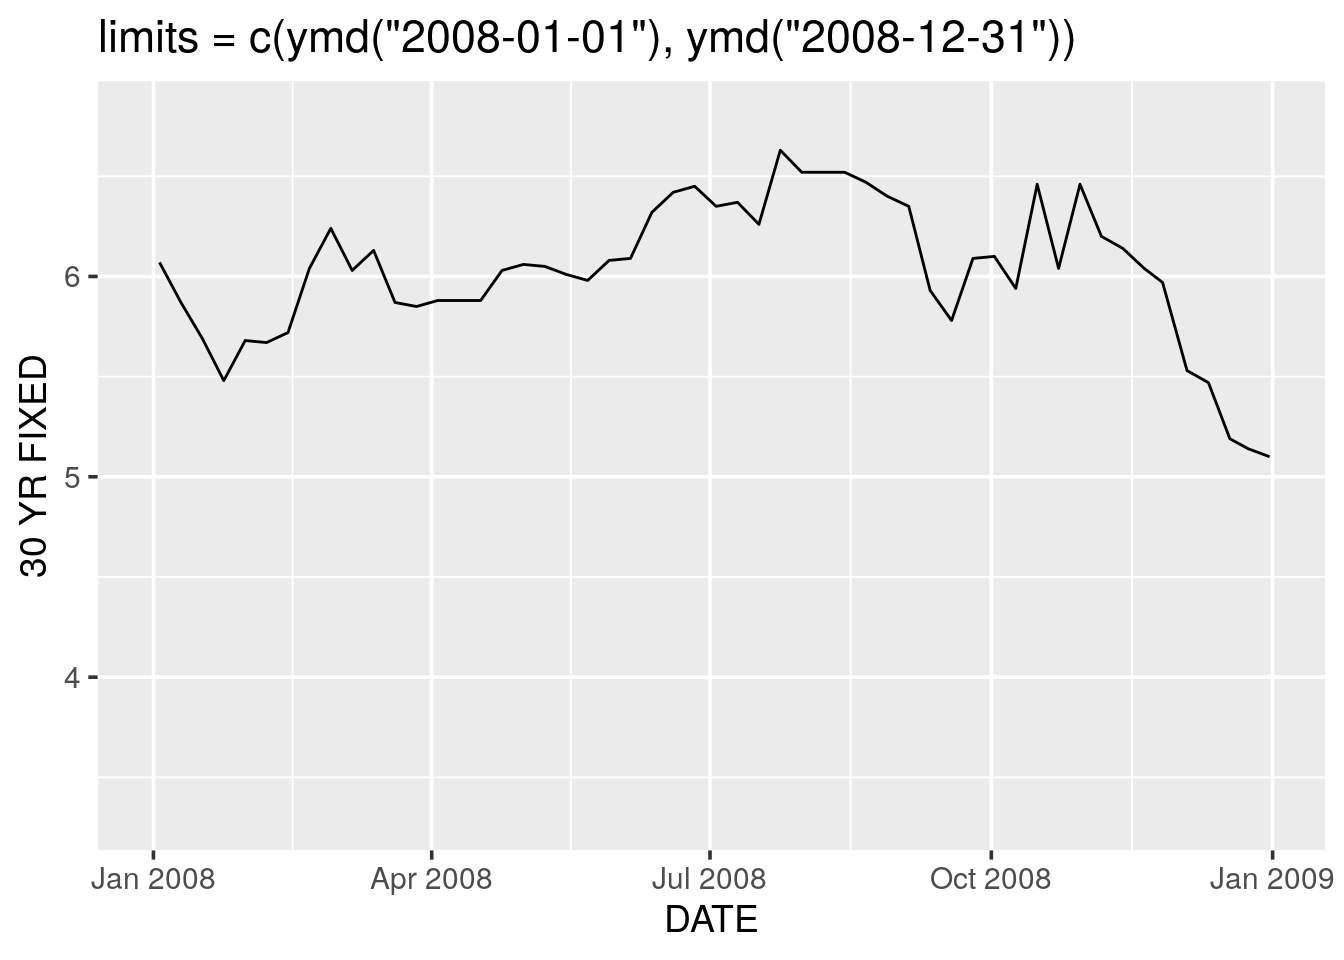 limits = c(ymd("2008-01-01"), ymd("2008-12-31"))
30 YR FIXED
6
5
4
Jan 2008
Apr 2008
Jul 2008
Oct 2008
Jan 2009
DATE